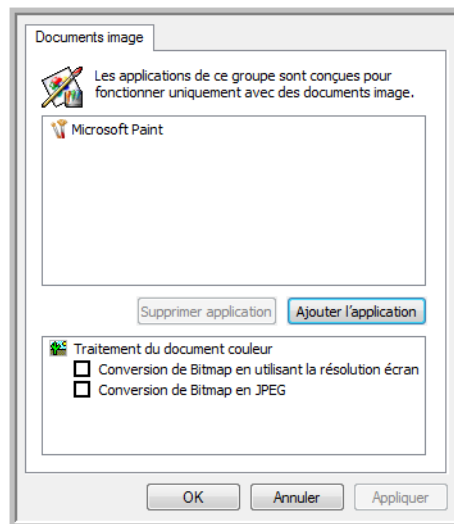 Documents image
Les applications de ce groupe sont conçues pour
fonctionner uniquement avec des documents image.
Microsoft Paint
Supprimer application
Ajouter l'application
Traitement du document couleur
Conversion de Bitmap en utilisant la résolution écran
Conversion de Bitmap en JPEG
OK
Annuler
Appliquer